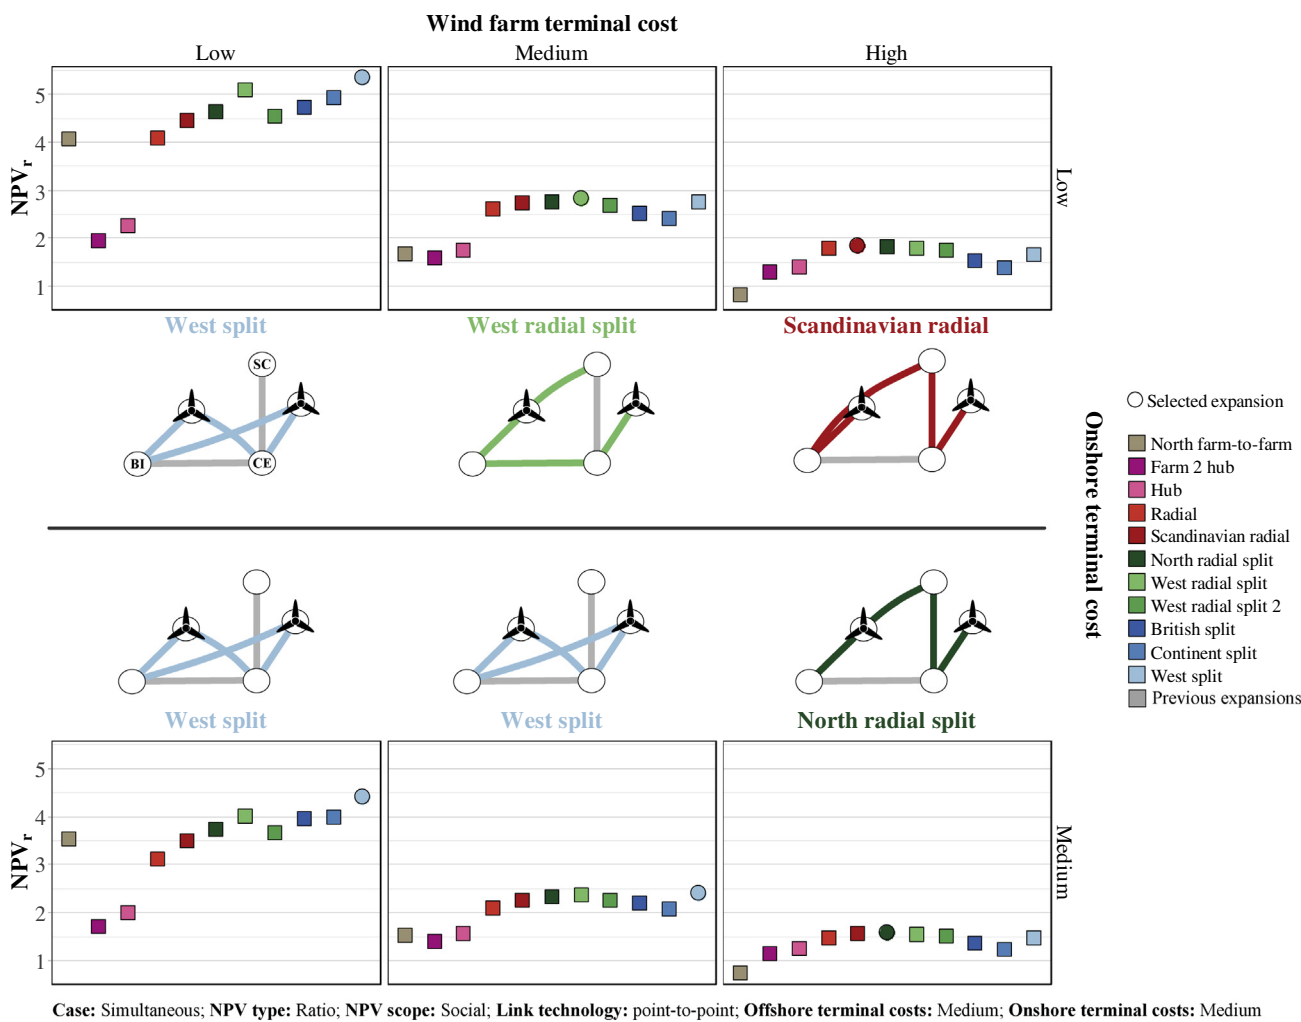 Wind farm terminal cost
Low Medium High
NPVr
5
4
3
2
1
Low
West split West radial split Scandinavian radial
SC
BI CE
Onshore terminal cost
Selected expansion
North farm-to-farm
Farm 2 hub
Hub
Radial
Scandinavian radial
North radial split
West radial split
West radial split 2
British split
Continent split
West split
Previous expansions
West split West split North radial split
NPVr
5
4
3
2
1
Medium
Case: Simultaneous; NPV type: Ratio; NPV scope: Social; Link technology: point-to-point; Offshore terminal costs: Medium; Onshore terminal costs: Medium